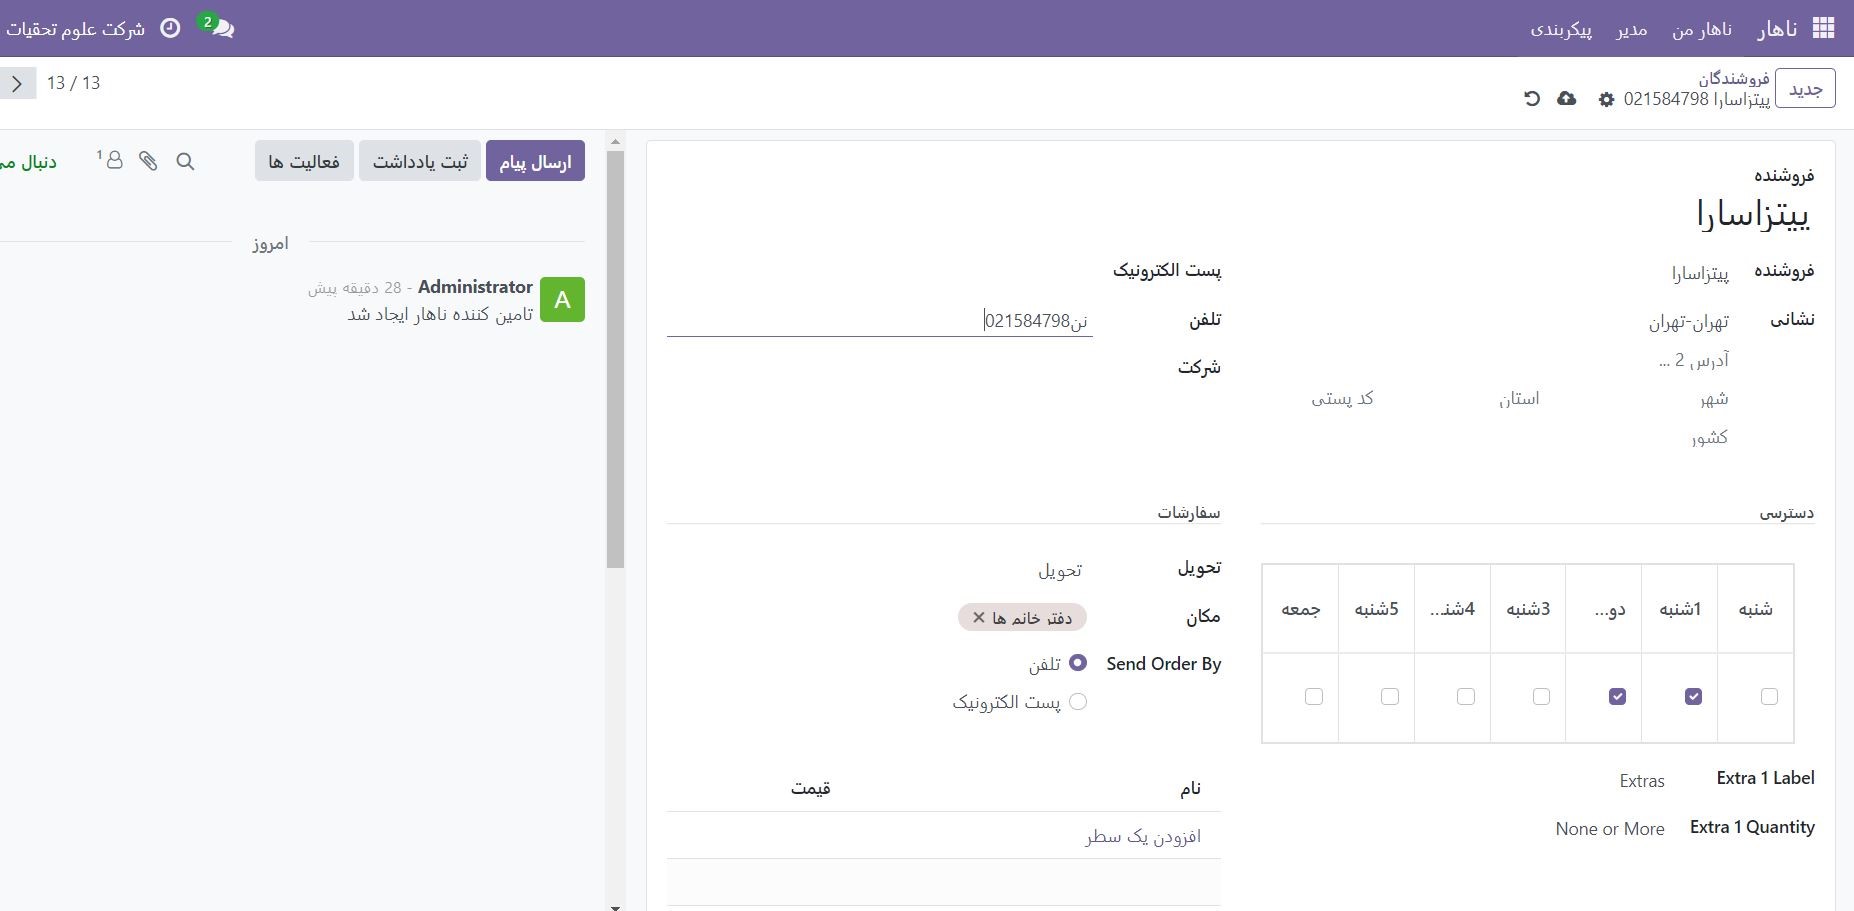 ناهار
ناهار من
مدیر
پیکربندی
2
شرکت علوم تحقیات
جدید
فروشندگان
پیتزاسارا 021584798
13 / 13
ارسال پیام
ثبت یادداشت
فعالیت ها
1
دنبال می
امروز
A
Administrator - 28 دقیقه پیش
تامین کننده ناهار ایجاد شد
فروشنده
پیتزاسارا
فروشنده
پیتزاسارا
نشانی
تهران-تهران
آدرس 2 ...
شهر
استان
کد پستی
کشور
پست الکترونیک
تلفن
نن021584798
شرکت
دسترسی
شنبه
1شنبه
دو...
3شنبه
4شنـ...
5شنبه
جمعه
Extra 1 Label
Extras
Extra 1 Quantity
None or More
سفارشات
تحویل
تحویل
مکان
دفتر خانم ها
Send Order By
تلفن
پست الکترونیک
نام
قیمت
افزودن یک سطر